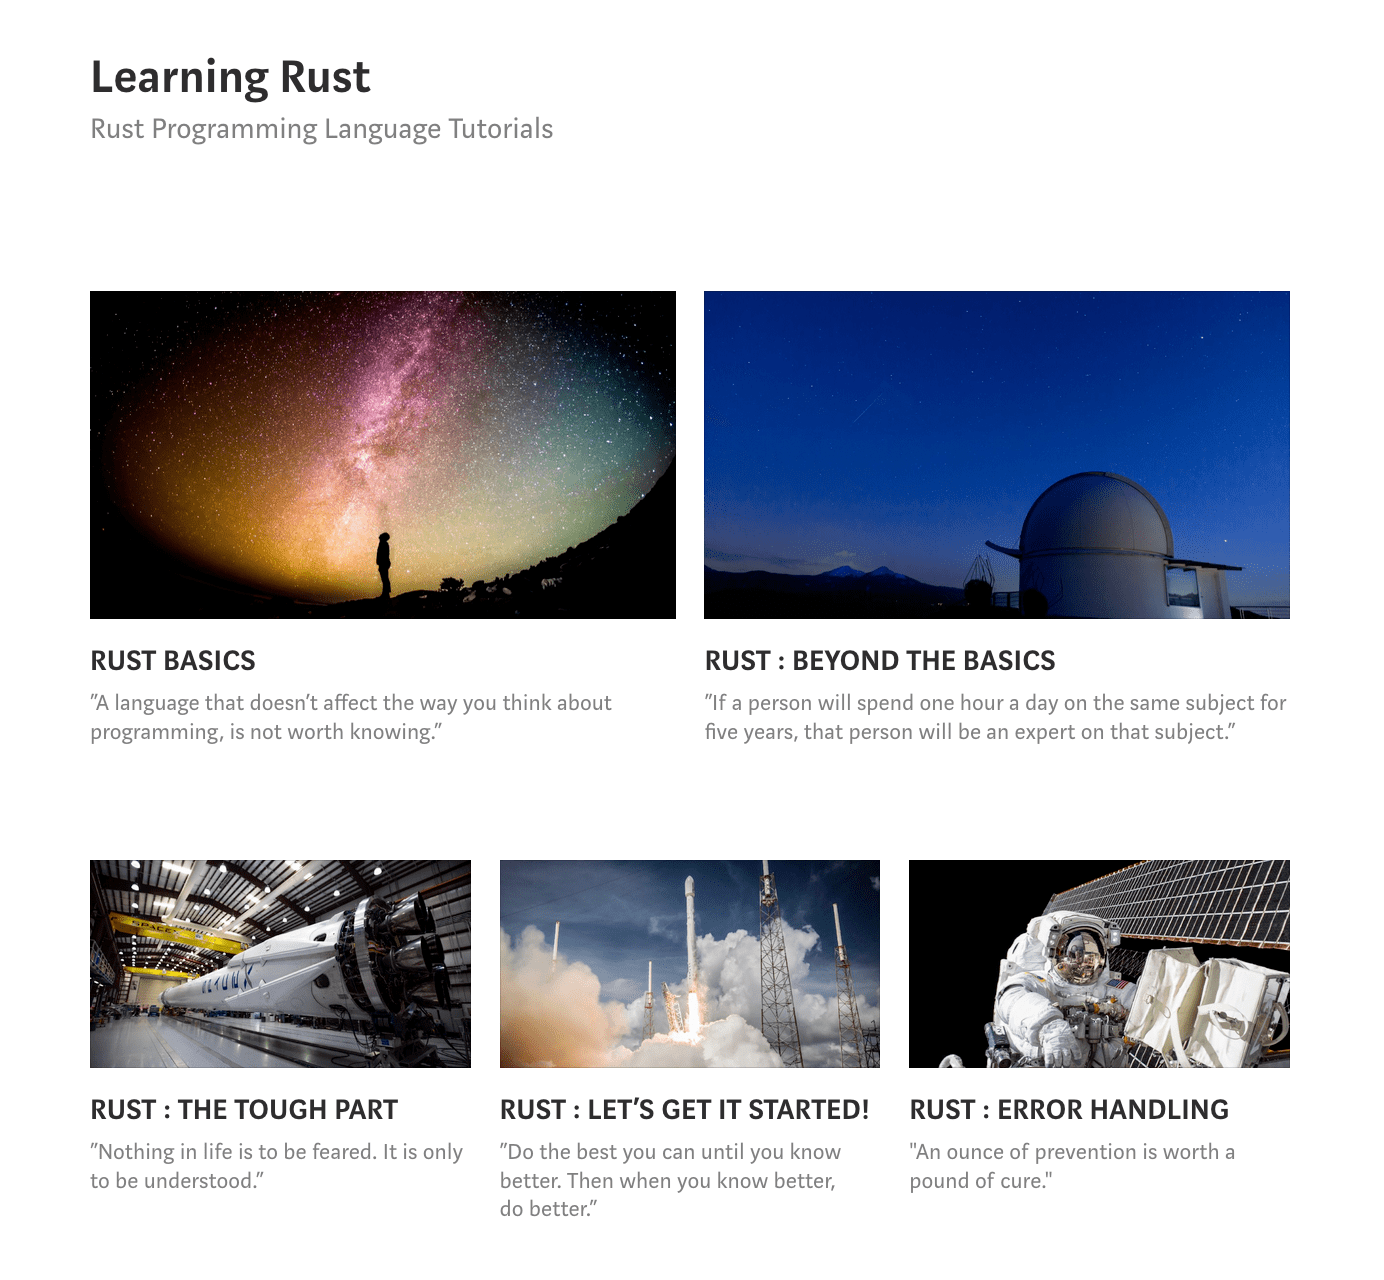 Learning Rust
Rust Programming Language Tutorials
RUST BASICS
”A language that doesn’t affect the way you think about
programming, is not worth knowing.”
RUST : BEYOND THE BASICS
”If a person will spend one hour a day on the same subject for
five years, that person will be an expert on that subject.”
SPACEX
RUST : THE TOUGH PART
”Nothing in life is to be feared. It is only
to be understood.”
RUST : LET’S GET IT STARTED!
”Do the best you can until you know
better. Then when you know better,
do better.”
RUST : ERROR HANDLING
"An ounce of prevention is worth a
pound of cure."